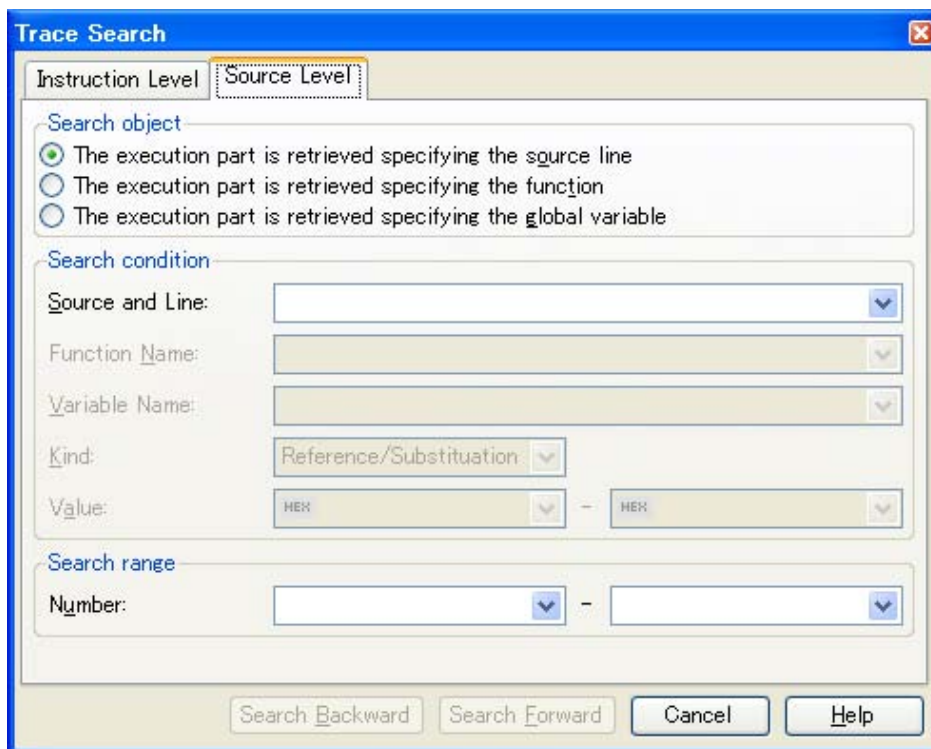 Trace Search
Instruction Level Source Level
Search object
The execution part is retrieved specifying the source line
The execution part is retrieved specifying the function
The execution part is retrieved specifying the global variable
Search condition
Source and Line:
Function Name:
Variable Name:
Kind: Reference/Substituation
Value: HEX - HEX
Search range
Number: -
Search Backward Search Forward Cancel Help